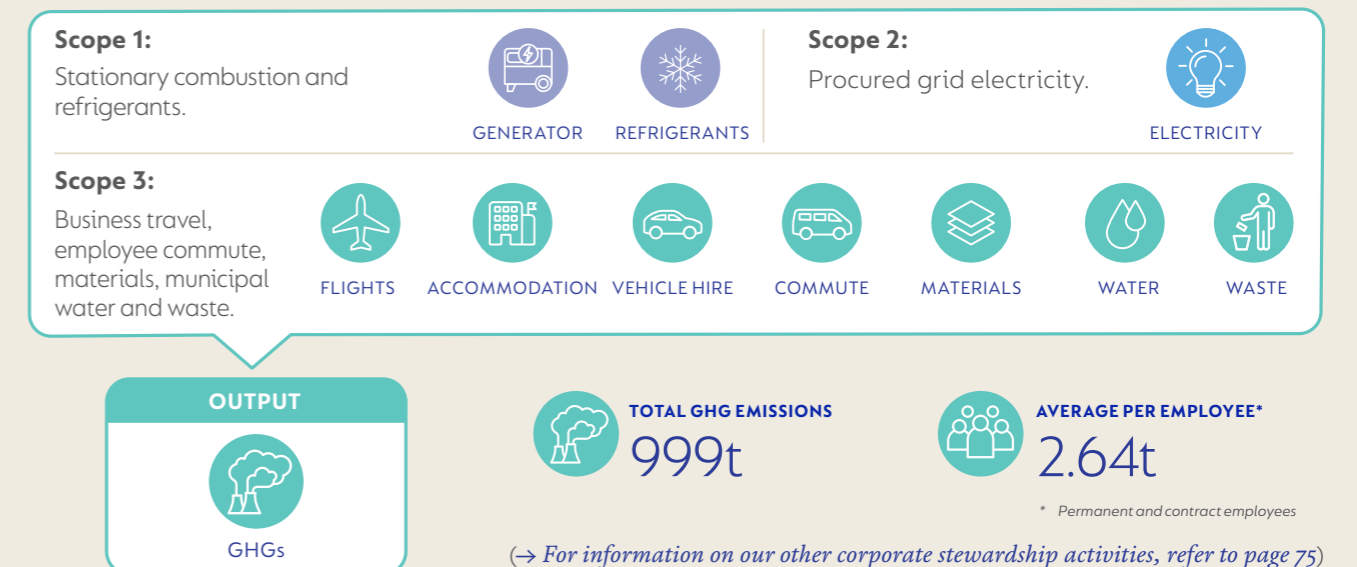 Scope 1:
Stationary combustion and
refrigerants.
GENERATOR
REFRIGERANTS
Scope 2:
Procured grid electricity.
ELECTRICITY
Scope 3:
Business travel,
employee commute,
materials, municipal
water and waste.
FLIGHTS
ACCOMMODATION
VEHICLE HIRE
COMMUTE
MATERIALS
WATER
WASTE
OUTPUT
GHGs
TOTAL GHG EMISSIONS
999t
AVERAGE PER EMPLOYEE*
2.64t
* Permanent and contract employees
(→ For information on our other corporate stewardship activities, refer to page 75)